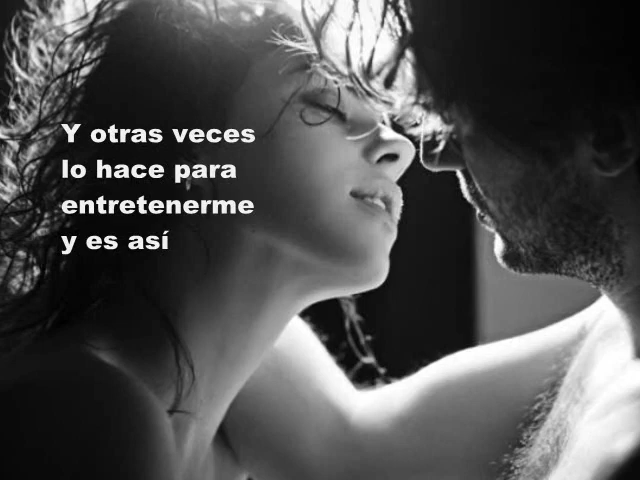 Y otras veces
lo hace para
entretenerme
y es así